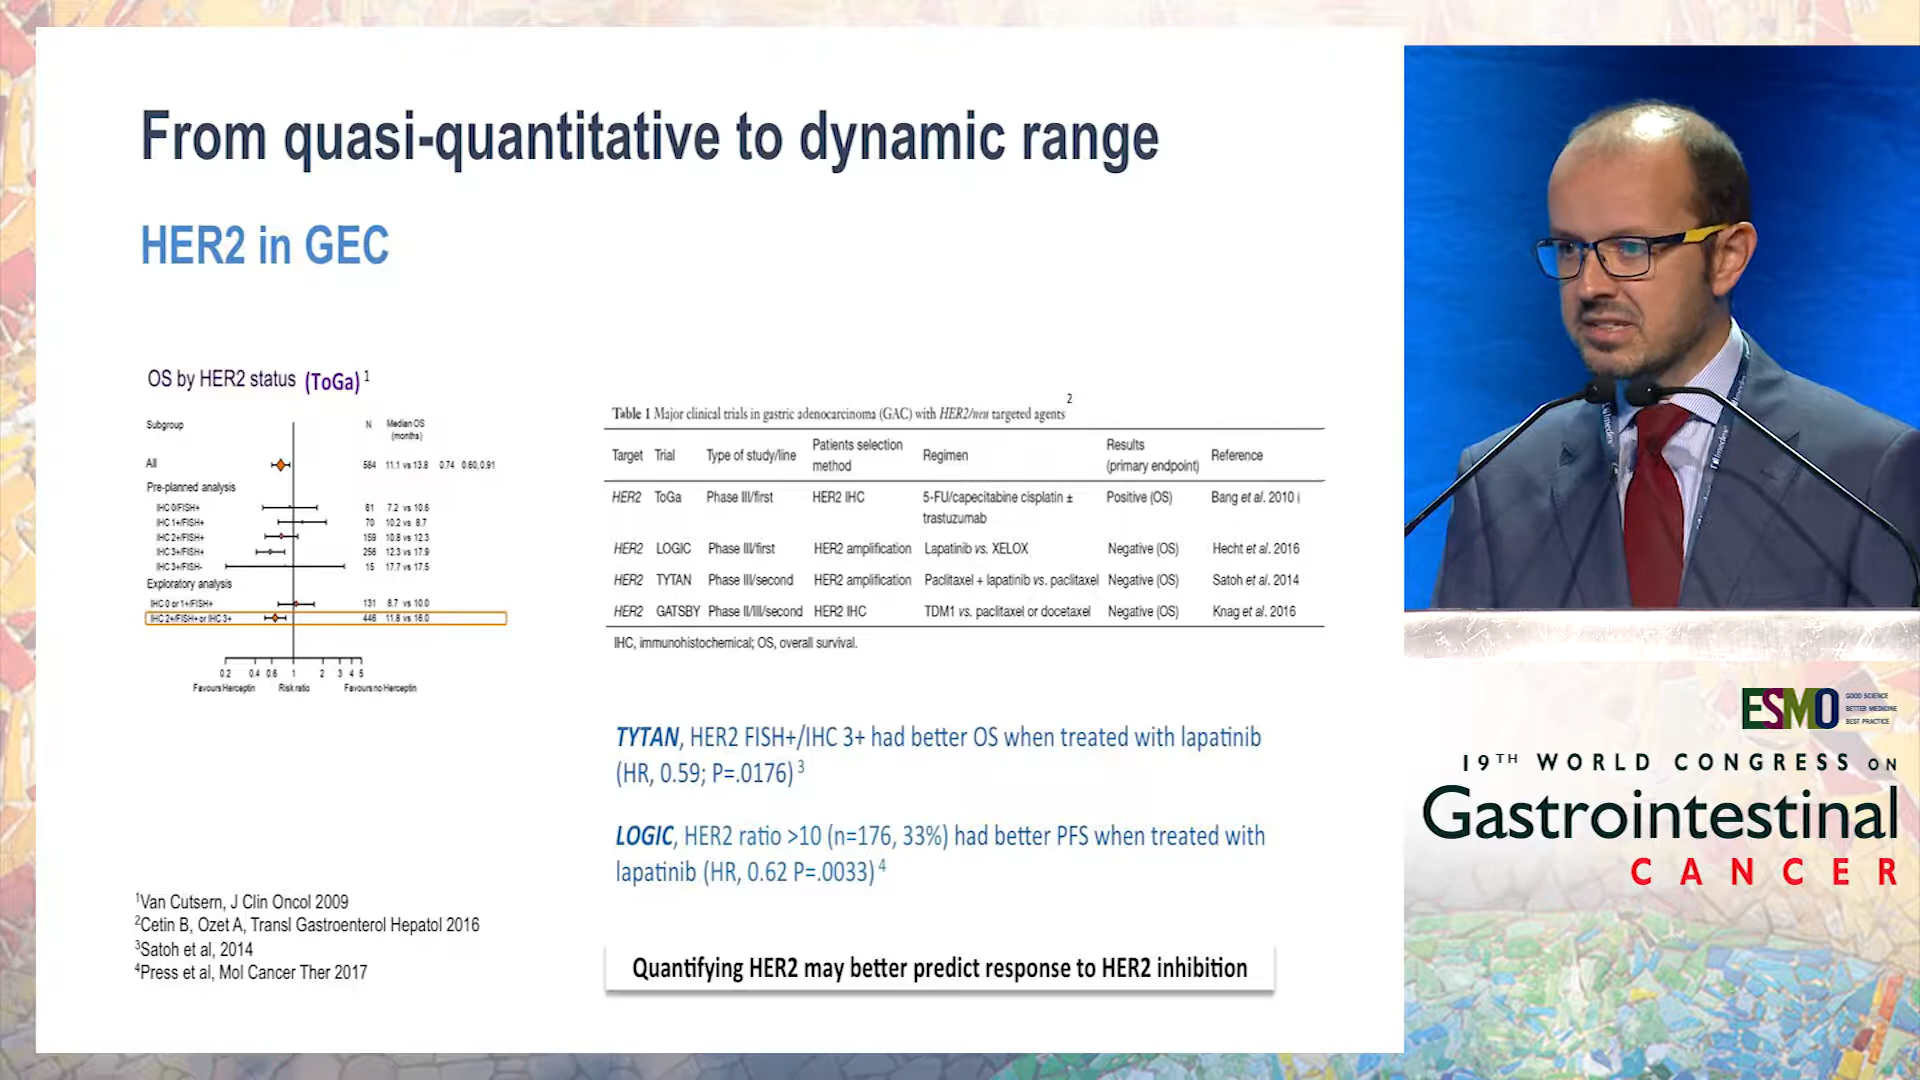 From quasi-quantitative to dynamic range
HER2 in GEC
OS by HER2 status (ToGa) 1
Subgroup N Median OS
(months)
All 584 11.1 vs 13.8 0.74 0.60,0.91
Pre-planned analysis
IHC 0/FISH+ 61 7.2 vs 10.6
IHC 1+/FISH+ 70 10.2 vs 8.7
IHC 2+/FISH+ 159 10.8 vs 12.3
IHC 3+/FISH+ 256 12.3 vs 17.9
IHC 3+/FISH- 15 17.7 vs 17.5
Exploratory analysis
IHC 0 or 1+/FISH+ 131 8.7 vs 10.0
IHC 2+/FISH+ or IHC 3+ 446 11.8 vs 16.0
0.2 0.4 0.6 1 2 3 4 5
Favours Herceptin Risk ratio Favours no Herceptin
Table 1 Major clinical trials in gastric adenocarcinoma (GAC) with HER2/neu targeted agents 2
Target Trial Type of study/line Patients selection method Regimen Results (primary endpoint) Reference
HER2 ToGa Phase III/first HER2 IHC 5-FU/capecitabine cisplatin ± trastuzumab Positive (OS) Bang et al. 2010
HER2 LOGIC Phase III/first HER2 amplification Lapatinib vs. XELOX Negative (OS) Hecht et al. 2016
HER2 TYTAN Phase III/second HER2 amplification Paclitaxel + lapatinib vs. paclitaxel Negative (OS) Satoh et al. 2014
HER2 GATSBY Phase II/III/second HER2 IHC TDM1 vs. paclitaxel or docetaxel Negative (OS) Knag et al. 2016
IHC, immunohistochemical; OS, overall survival.
TYTAN, HER2 FISH+/IHC 3+ had better OS when treated with lapatinib
(HR, 0.59; P=.0176) 3
LOGIC, HER2 ratio >10 (n=176, 33%) had better PFS when treated with
lapatinib (HR, 0.62 P=.0033) 4
1Van Cutsern, J Clin Oncol 2009
2Cetin B, Ozet A, Transl Gastroenterol Hepatol 2016
3Satoh et al, 2014
4Press et al, Mol Cancer Ther 2017
Quantifying HER2 may better predict response to HER2 inhibition
ESMO
GOOD SCIENCE
BETTER MEDICINE
BEST PRACTICE
19TH WORLD CONGRESS ON
Gastrointestinal
CANCER